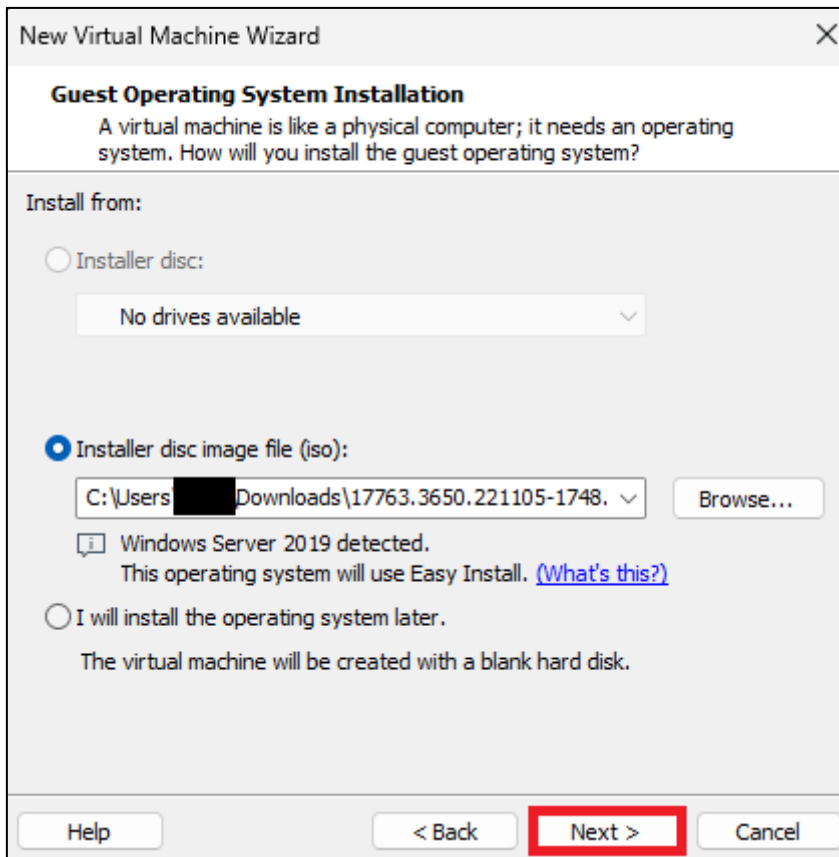 New Virtual Machine Wizard
Guest Operating System Installation
A virtual machine is like a physical computer; it needs an operating
system. How will you install the guest operating system?
Install from:
Installer disc:
No drives available
Installer disc image file (iso):
C:\Users\ Downloads\17763.3650.221105-1748.
Browse...
Windows Server 2019 detected.
This operating system will use Easy Install. (What's this?)
I will install the operating system later.
The virtual machine will be created with a blank hard disk.
Help
< Back
Next >
Cancel